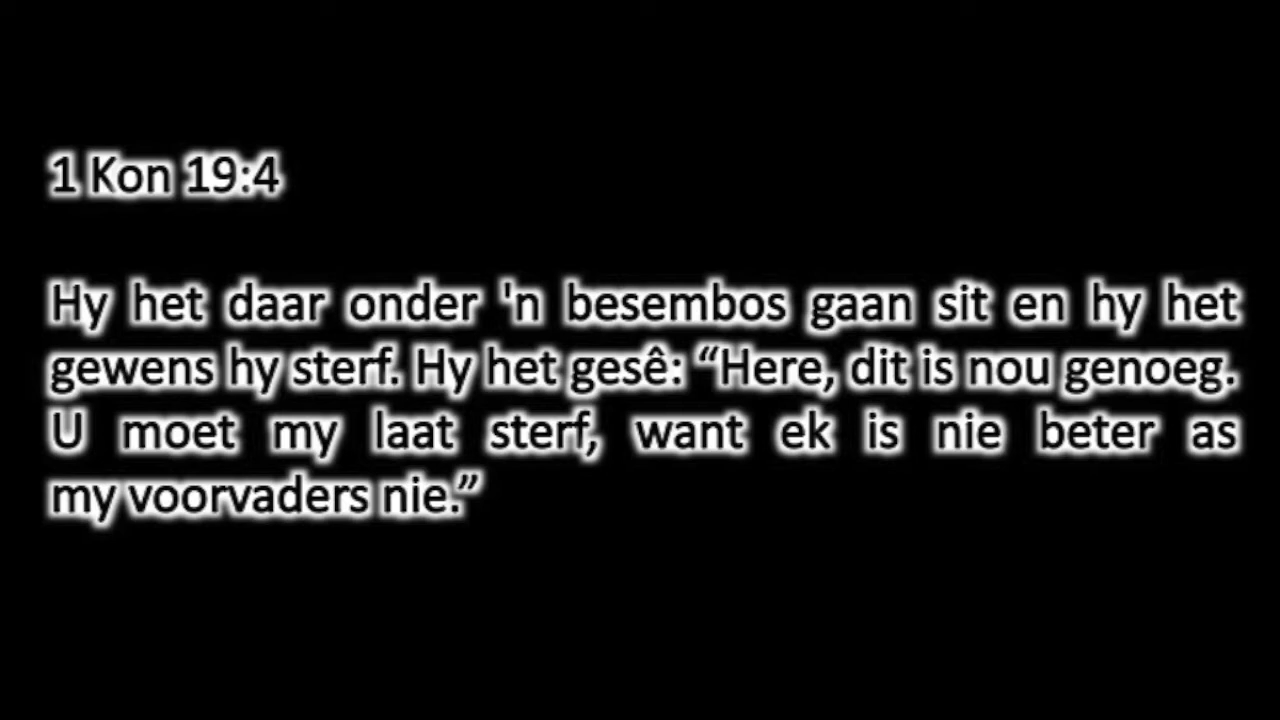 1 Kon 19:4
Hy het daar onder 'n besembos gaan sit en hy het
gewens hy sterf. Hy het gesê: “Here, dit is nou genoeg.
U moet my laat sterf, want ek is nie beter as
my voorvaders nie.”